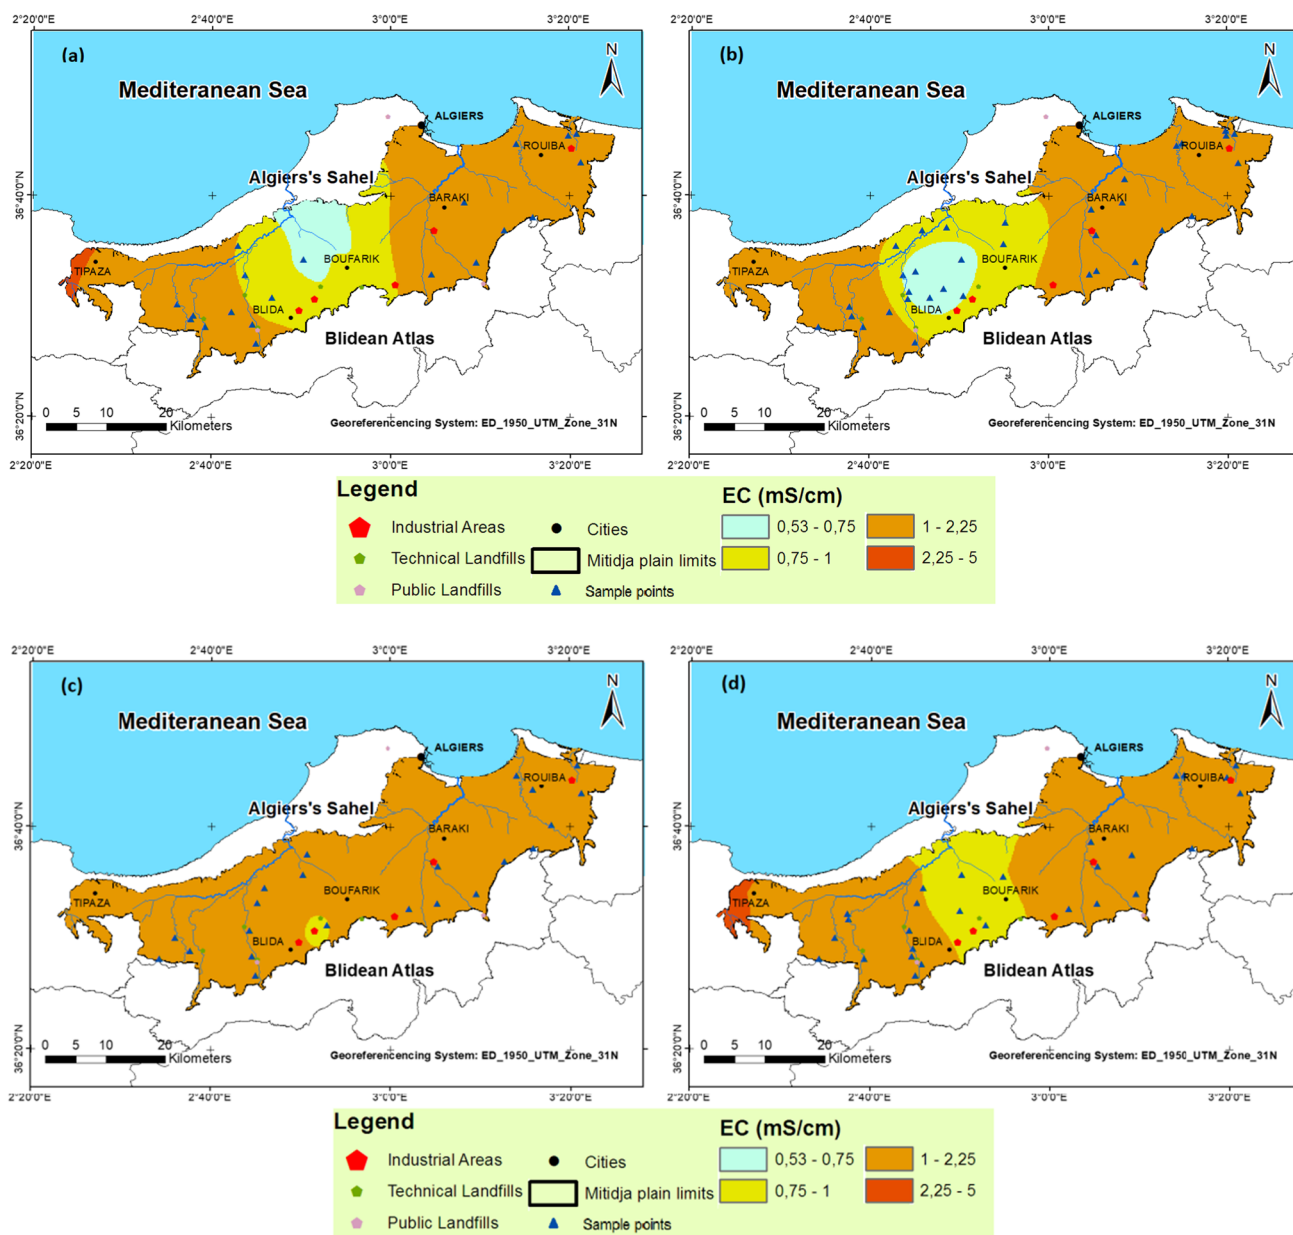 2°20'0"E 2°40'0"E 3°0'0"E 3°20'0"E
2°20'0"E 2°40'0"E 3°0'0"E 3°20'0"E
(a)
N
Mediteranean Sea
ALGIERS
ROUIBA
Algiers's Sahel
BARAKI
36°40'0"N
BOUFARIK
TIPAZA
BLIDA
Blidean Atlas
0 5 10 20
Kilometers
Georeferencing System: ED_1950_UTM_Zone_31N
36°20'0"N
2°20'0"E 2°40'0"E 3°0'0"E 3°20'0"E
(b)
N
Mediteranean Sea
ALGIERS
ROUIBA
Algiers's Sahel
BARAKI
36°40'0"N
BOUFARIK
TIPAZA
BLIDA
Blidean Atlas
0 5 10 20
Kilometers
Georeferencing System: ED_1950_UTM_Zone_31N
36°20'0"N
2°20'0"E 2°40'0"E 3°0'0"E 3°20'0"E
Legend
Industrial Areas
Technical Landfills
Public Landfills
Cities
Mitidja plain limits
Sample points
EC (mS/cm)
0,53 - 0,75
0,75 - 1
1 - 2,25
2,25 - 5
2°20'0"E 2°40'0"E 3°0'0"E 3°20'0"E
2°20'0"E 2°40'0"E 3°0'0"E 3°20'0"E
(c)
N
Mediteranean Sea
ALGIERS
ROUIBA
Algiers's Sahel
BARAKI
36°40'0"N
BOUFARIK
TIPAZA
BLIDA
Blidean Atlas
0 5 10 20
Kilometers
Georeferencing System: ED_1950_UTM_Zone_31N
36°20'0"N
2°20'0"E 2°40'0"E 3°0'0"E 3°20'0"E
(d)
N
Mediteranean Sea
ALGIERS
ROUIBA
Algiers's Sahel
BARAKI
36°40'0"N
BOUFARIK
TIPAZA
BLIDA
Blidean Atlas
0 5 10 20
Kilometers
Georeferencing System: ED_1950_UTM_Zone_31N
36°20'0"N
2°20'0"E 2°40'0"E 3°0'0"E 3°20'0"E
Legend
Industrial Areas
Technical Landfills
Public Landfills
Cities
Mitidja plain limits
Sample points
EC (mS/cm)
0,53 - 0,75
0,75 - 1
1 - 2,25
2,25 - 5